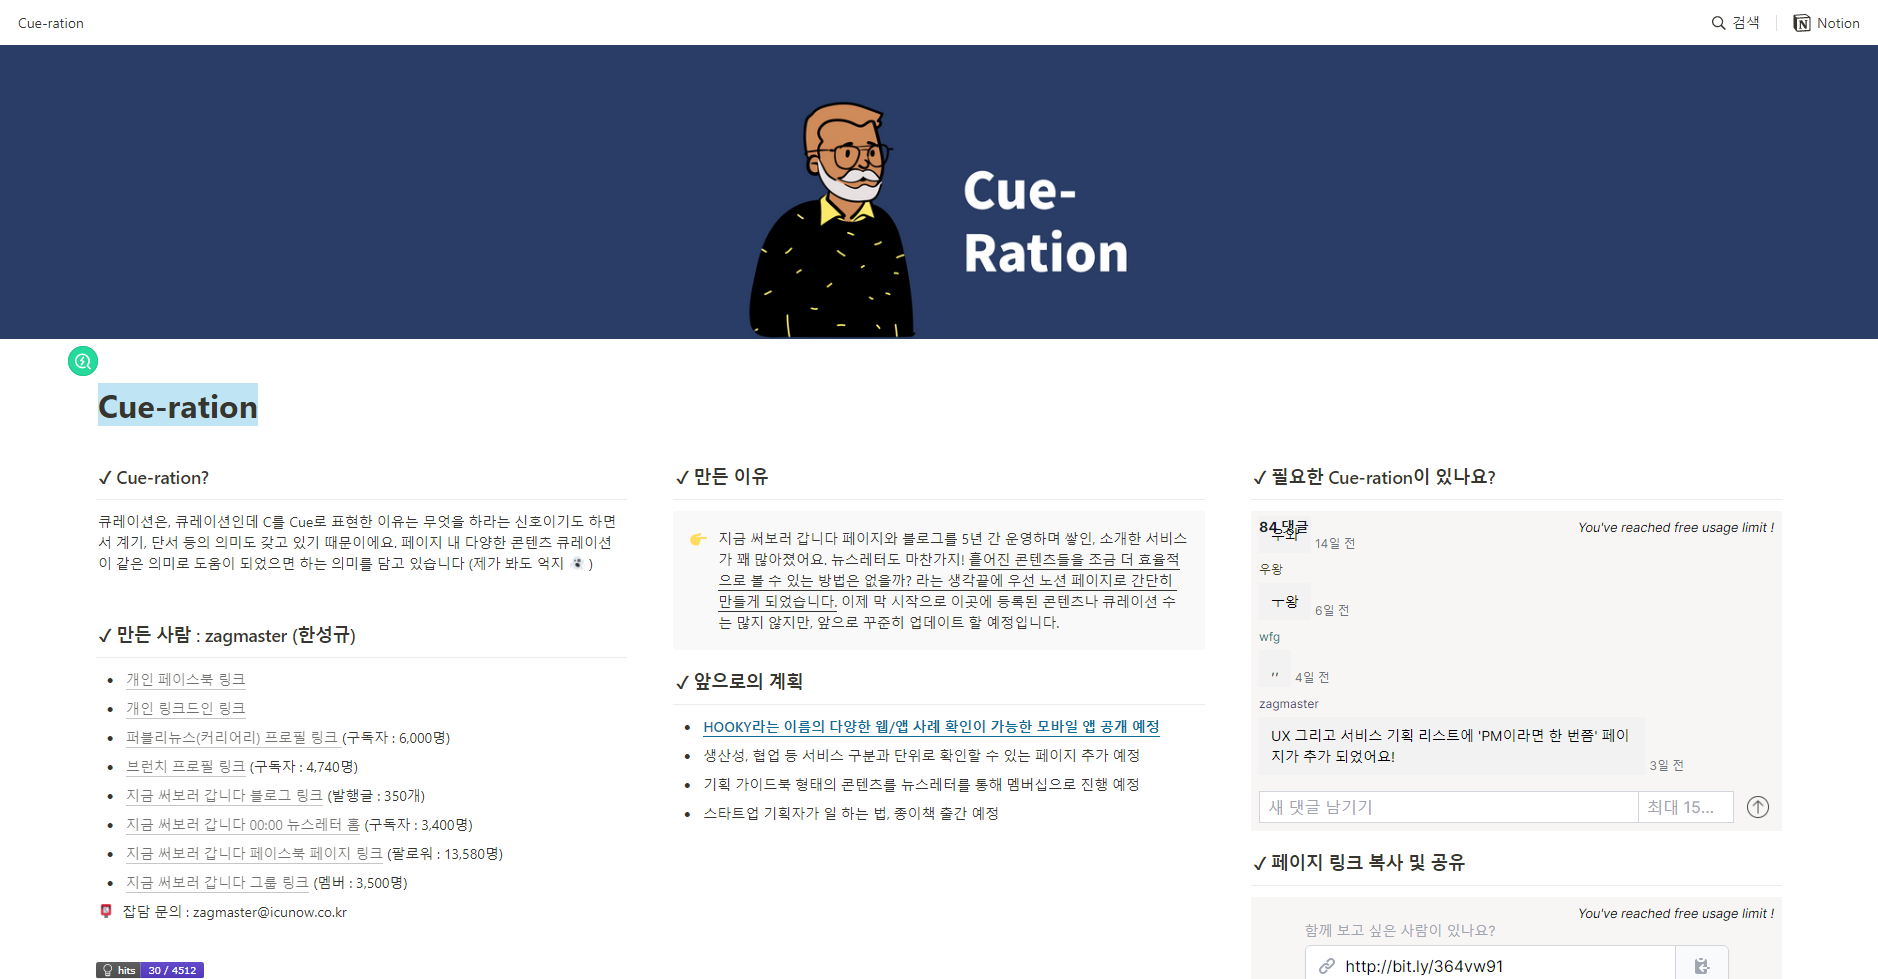 Cue-ration
검색
Notion
Cue-
Ration
Cue-ration
✓ Cue-ration?
큐레이션은, 큐레이션인데 C를 Cue로 표현한 이유는 무엇을 하라는 신호이기도 하면
서 계기, 단서 등의 의미도 갖고 있기 때문이에요. 페이지 내 다양한 콘텐츠 큐레이션
이 같은 의미로 도움이 되었으면 하는 의미를 담고 있습니다 (제가 봐도 억지 )
✓ 만든 사람 : zagmaster (한성규)
• 개인 페이스북 링크
• 개인 링크드인 링크
• 퍼블리뉴스(커리어리) 프로필 링크 (구독자 : 6,000명)
• 브런치 프로필 링크 (구독자 : 4,740명)
• 지금 써보러 갑니다 블로그 링크 (발행글 : 350개)
• 지금 써보러 갑니다 00:00 뉴스레터 홈 (구독자 : 3,400명)
• 지금 써보러 갑니다 페이스북 페이지 링크 (팔로워 : 13,580명)
• 지금 써보러 갑니다 그룹 링크 (멤버 : 3,500명)
잡담 문의 : zagmaster@icunow.co.kr
hits 30 / 4512
✓ 만든 이유
지금 써보러 갑니다 페이지와 블로그를 5년 간 운영하며 쌓인, 소개한 서비스
가 꽤 많아졌어요. 뉴스레터도 마찬가지! 흩어진 콘텐츠들을 조금 더 효율적
으로 볼 수 있는 방법은 없을까? 라는 생각끝에 우선 노션 페이지로 간단히
만들게 되었습니다. 이제 막 시작으로 이곳에 등록된 콘텐츠나 큐레이션 수
는 많지 않지만, 앞으로 꾸준히 업데이트 할 예정입니다.
✓ 앞으로의 계획
• HOOKY라는 이름의 다양한 웹/앱 사례 확인이 가능한 모바일 앱 공개 예정
• 생산성, 협업 등 서비스 구분과 단위로 확인할 수 있는 페이지 추가 예정
• 기획 가이드북 형태의 콘텐츠를 뉴스레터를 통해 멤버십으로 진행 예정
• 스타트업 기획자가 일 하는 법, 종이책 출간 예정
✓ 필요한 Cue-ration이 있나요?
84 댓글
You've reached free usage limit !
우와
14일 전
우왕
ㅜ왕
6일 전
wfg
,,
4일 전
zagmaster
UX 그리고 서비스 기획 리스트에 'PM이라면 한 번쯤' 페이
지가 추가 되었어요!
3일 전
새 댓글 남기기
최대 15...
✓ 페이지 링크 복사 및 공유
You've reached free usage limit !
함께 보고 싶은 사람이 있나요?
http://bit.ly/364vw91